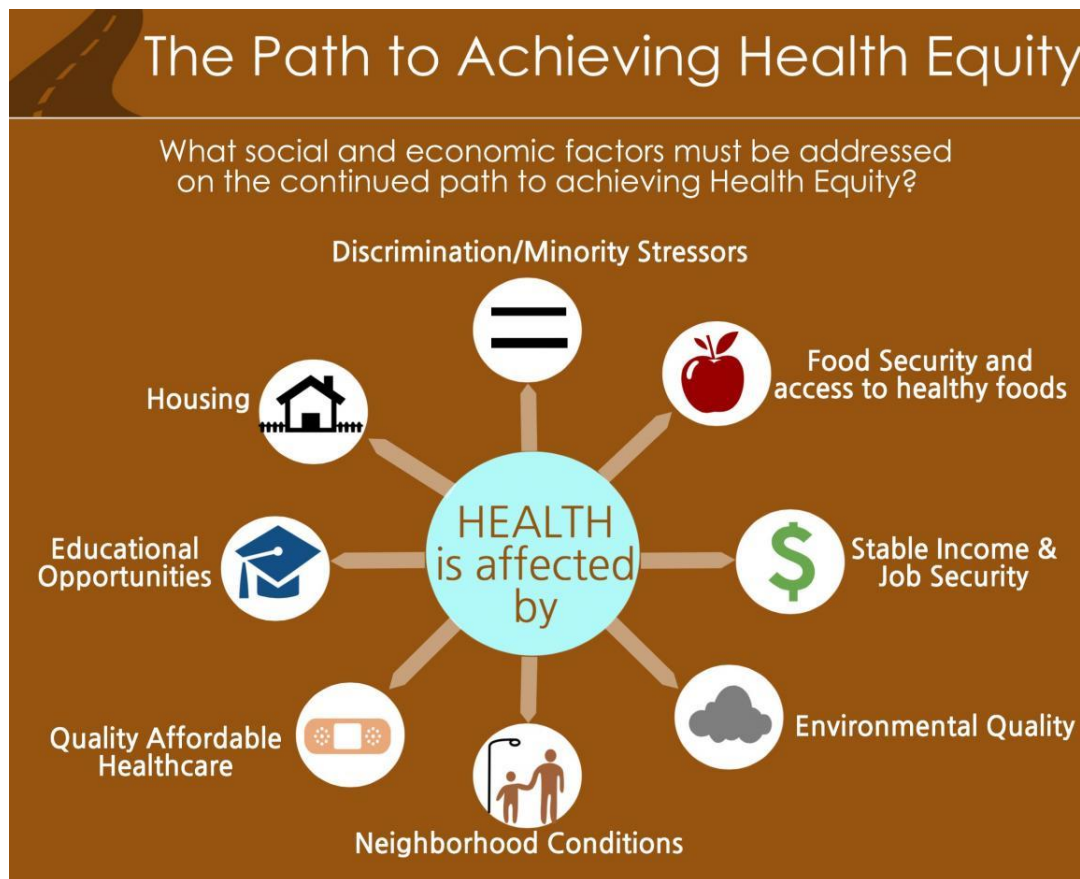 The Path to Achieving Health Equity
What social and economic factors must be addressed
on the continued path to achieving Health Equity?
Discrimination/Minority Stressors
Food Security and
access to healthy foods
Housing
HEALTH
is affected
by
Educational
Opportunities
Stable Income &
Job Security
Quality Affordable
Healthcare
Environmental Quality
Neighborhood Conditions